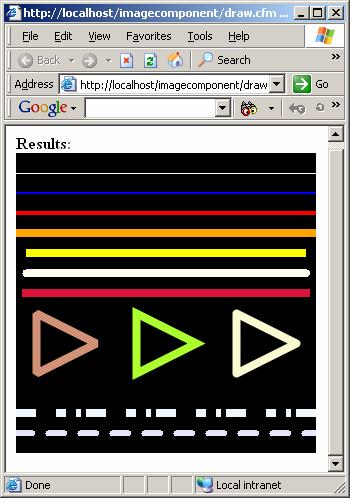 http://localhost/imagecomponent/draw.cfm ...
File Edit View Favorites Tools Help
Back Search
Address http://localhost/imagecomponent/draw Go
Google
Results:
Done Local intranet